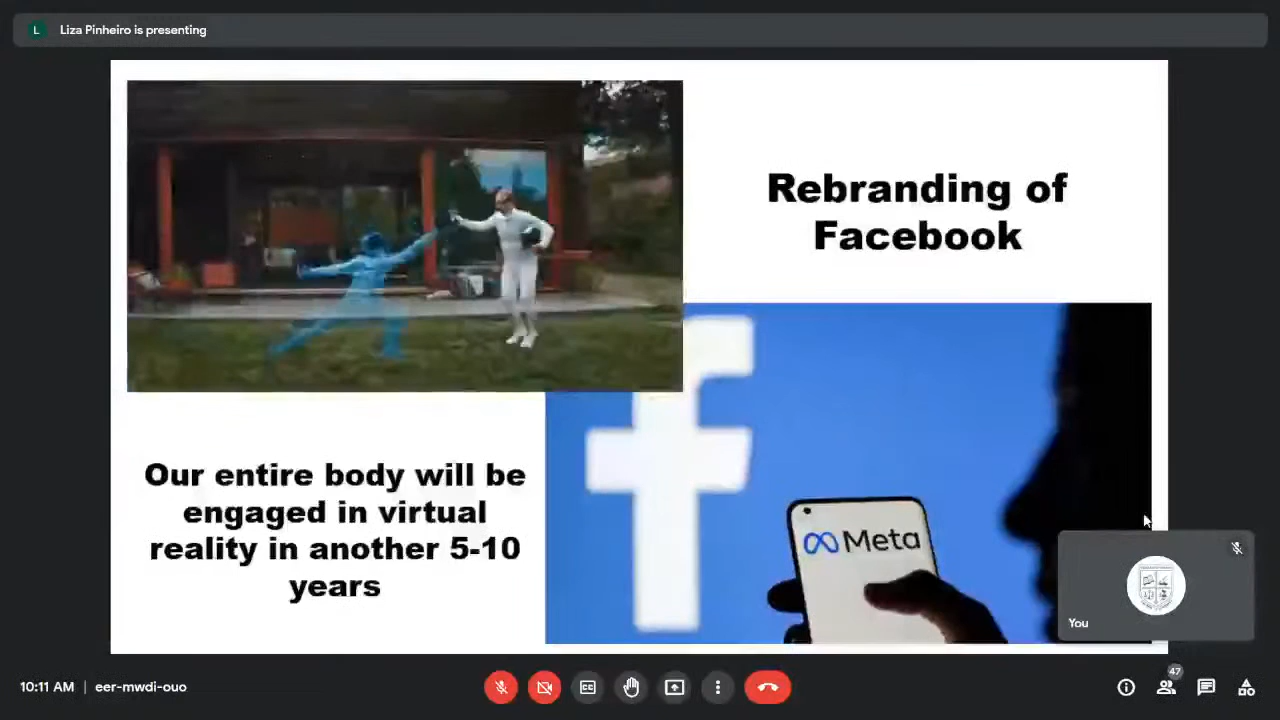 L Liza Pinheiro is presenting
Rebranding of
Facebook
Our entire body will be
engaged in virtual
reality in another 5-10
years
f
Meta
You
10:11 AM | eer-mwdi-ouo
CC
47